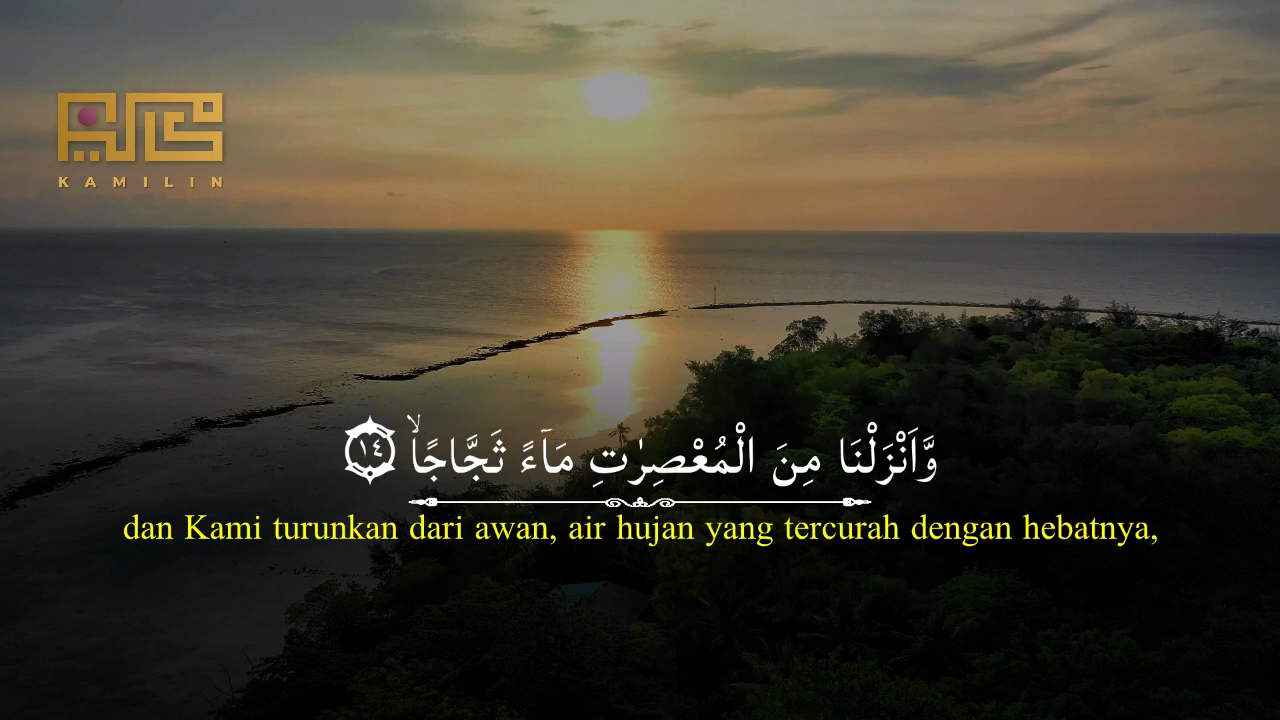 KAMILIN
وَّاَنْزَلْنَا مِنَ الْمُعْصِرٰتِ مَاۤءً ثَجَّاجًاۙ ١٤
dan Kami turunkan dari awan, air hujan yang tercurah dengan hebatnya,